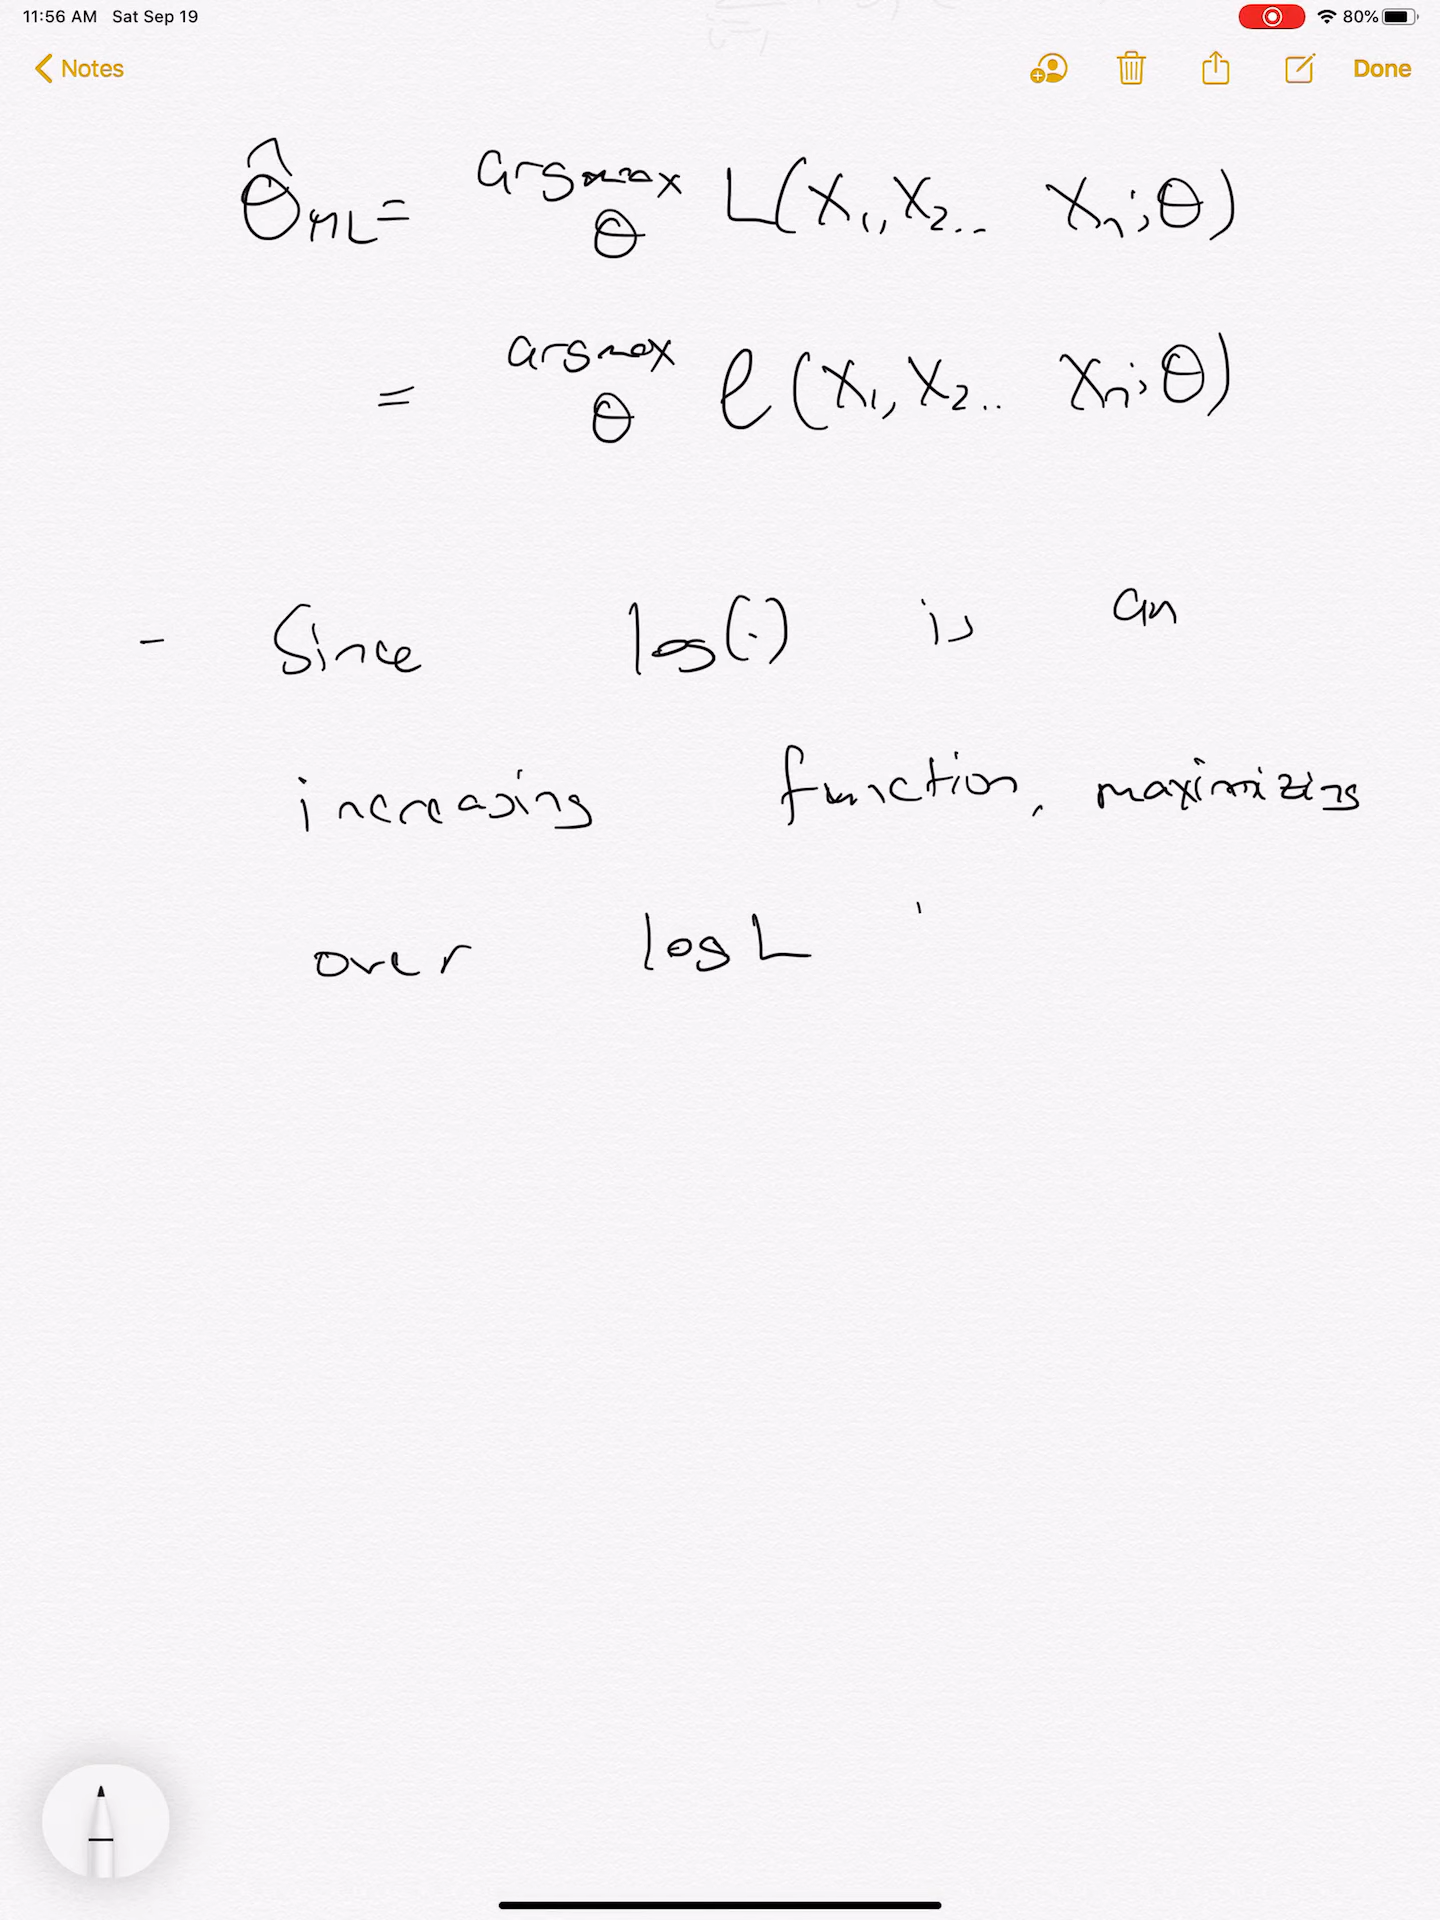 11:56 AM Sat Sep 19 80%
Notes Done
θ̂ML = argmax θ L(X₁, X₂.. Xₙ; θ)
= argmax θ ℓ(X₁, X₂.. Xₙ; θ)
- Since log(·) is an
increasing function, maximizing
over log L